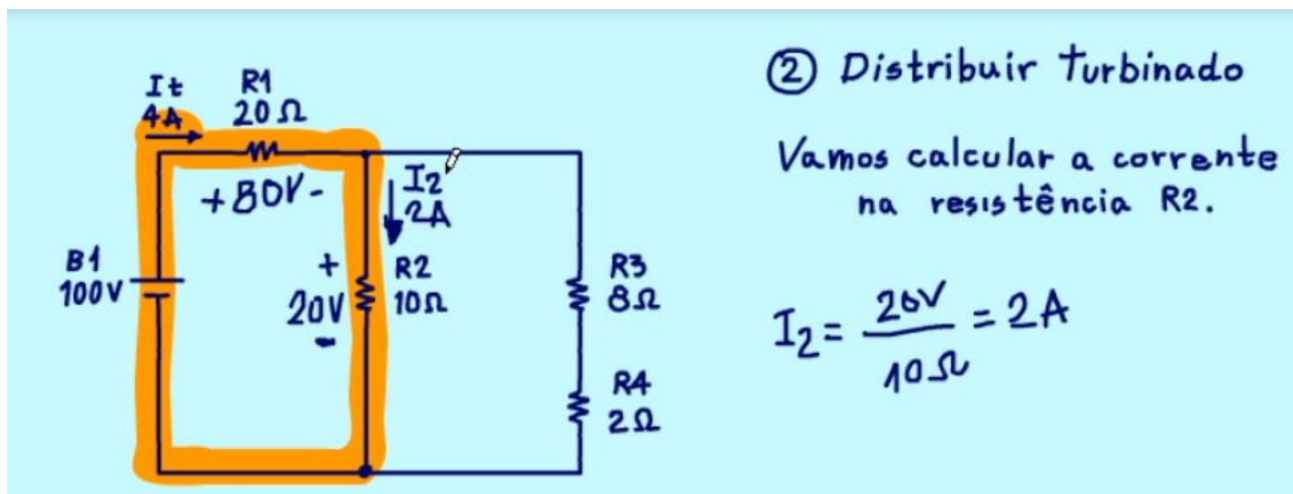 ② Distribuir Turbinado
Vamos calcular a corrente
na resistência R2.
I2 = 20V / 10Ω = 2A
It
4A
R1
20Ω
+80V-
I2
2A
B1
100V
+
20V
-
R2
10Ω
R3
8Ω
R4
2Ω